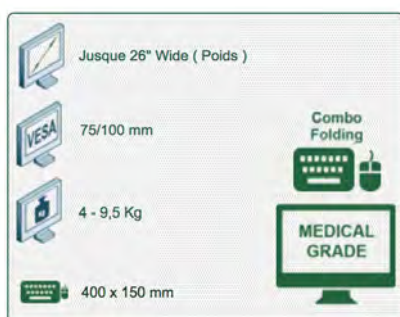 Jusque 26" Wide ( Poids )
VESA
75/100 mm
Kg
4 - 9,5 Kg
400 x 150 mm
Combo
Folding
MEDICAL
GRADE